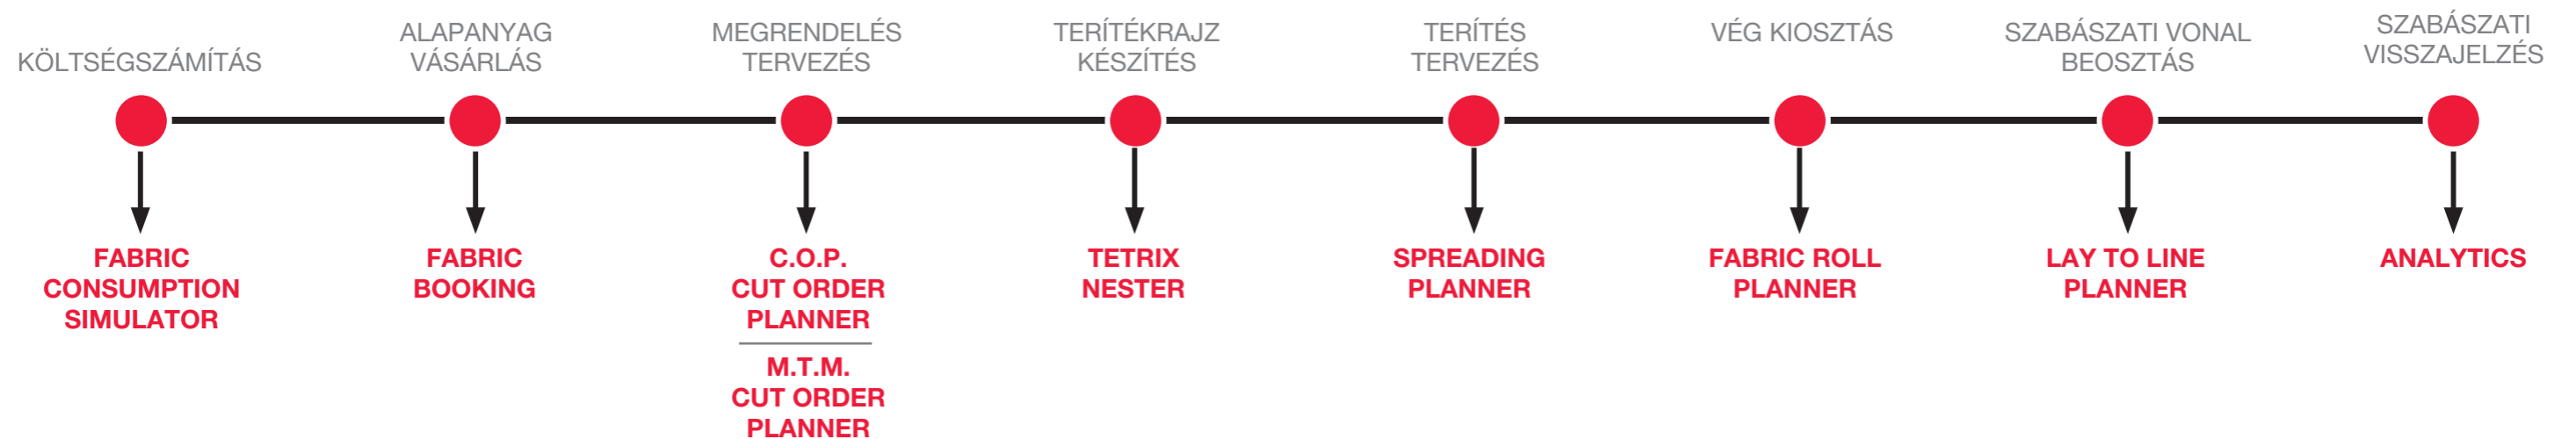 KÖLTSÉGSZÁMÍTÁS
ALAPANYAG
VÁSÁRLÁS
MEGRENDELÉS
TERVEZÉS
TERÍTÉKRAJZ
KÉSZÍTÉS
TERÍTÉS
TERVEZÉS
VÉG KIOSZTÁS
SZABÁSZATI VONAL
BEOSZTÁS
SZABÁSZATI
VISSZAJELZÉS
FABRIC
CONSUMPTION
SIMULATOR
FABRIC
BOOKING
C.O.P.
CUT ORDER
PLANNER
M.T.M.
CUT ORDER
PLANNER
TETRIX
NESTER
SPREADING
PLANNER
FABRIC ROLL
PLANNER
LAY TO LINE
PLANNER
ANALYTICS